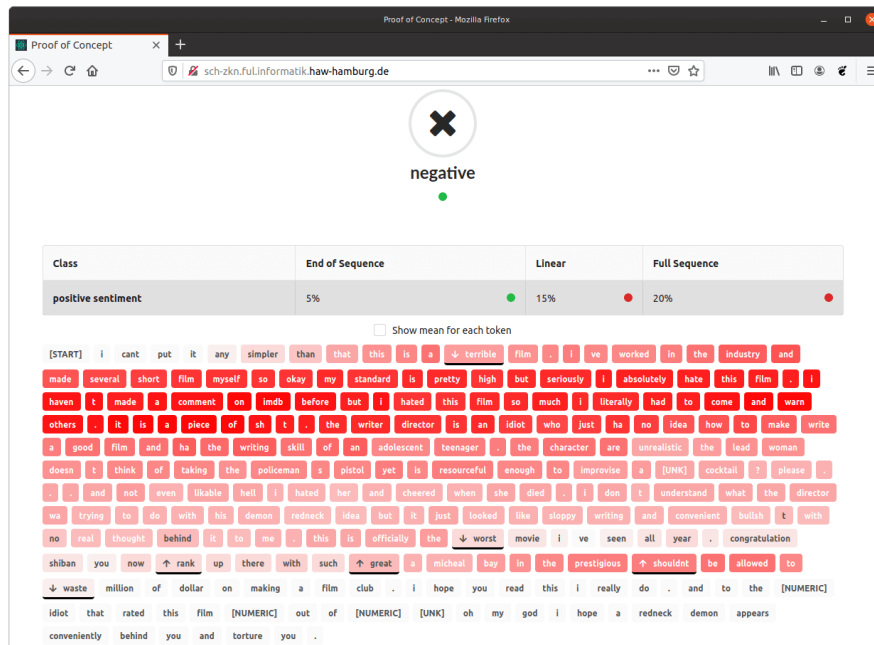 Proof of Concept - Mozilla Firefox
Proof of Concept
sch-zkn.ful.informatik.haw-hamburg.de
negative
Class End of Sequence Linear Full Sequence
positive sentiment 5% 15% 20%
Show mean for each token
[START] i cant put it any simpler than that this is a ↓ terrible film . i ve worked in the industry and
made several short film myself so okay my standard is pretty high but seriously i absolutely hate this film . i
haven t made a comment on imdb before but i hated this film so much i literally had to come and warn
others . it is a piece of sh t . the writer director is an idiot who just ha no idea how to make write
a good film and ha the writing skill of an adolescent teenager . the character are unrealistic the lead woman
doesn t think of taking the policeman s pistol yet is resourceful enough to improvise a [UNK] cocktail ? please .
. . and not even likable hell i hated her and cheered when she died . i don t understand what the director
wa trying to do with his demon redneck idea but it just looked like sloppy writing and convenient bullsh t with
no real thought behind it to me . this is officially the ↓ worst movie i ve seen all year . congratulation
shiban you now ↑ rank up there with such ↑ great a micheal bay in the prestigious ↑ shouldnt be allowed to
↓ waste million of dollar on making a film club . i hope you read this i really do . and to the [NUMERIC]
idiot that rated this film [NUMERIC] out of [NUMERIC] [UNK] oh my god i hope a redneck demon appears
conveniently behind you and torture you .